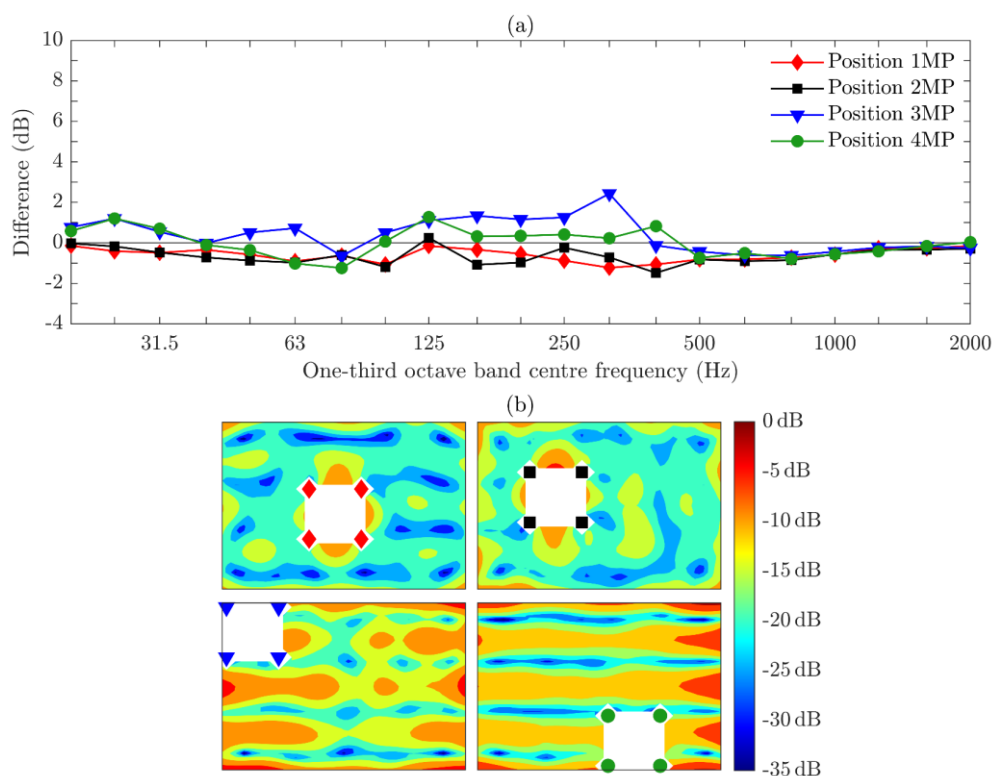 (a)
10
8
6
4
2
0
-2
-4
Difference (dB)
Position 1MP
Position 2MP
Position 3MP
Position 4MP
31.5 63 125 250 500 1000 2000
One-third octave band centre frequency (Hz)
(b)
0 dB
-5 dB
-10 dB
-15 dB
-20 dB
-25 dB
-30 dB
-35 dB